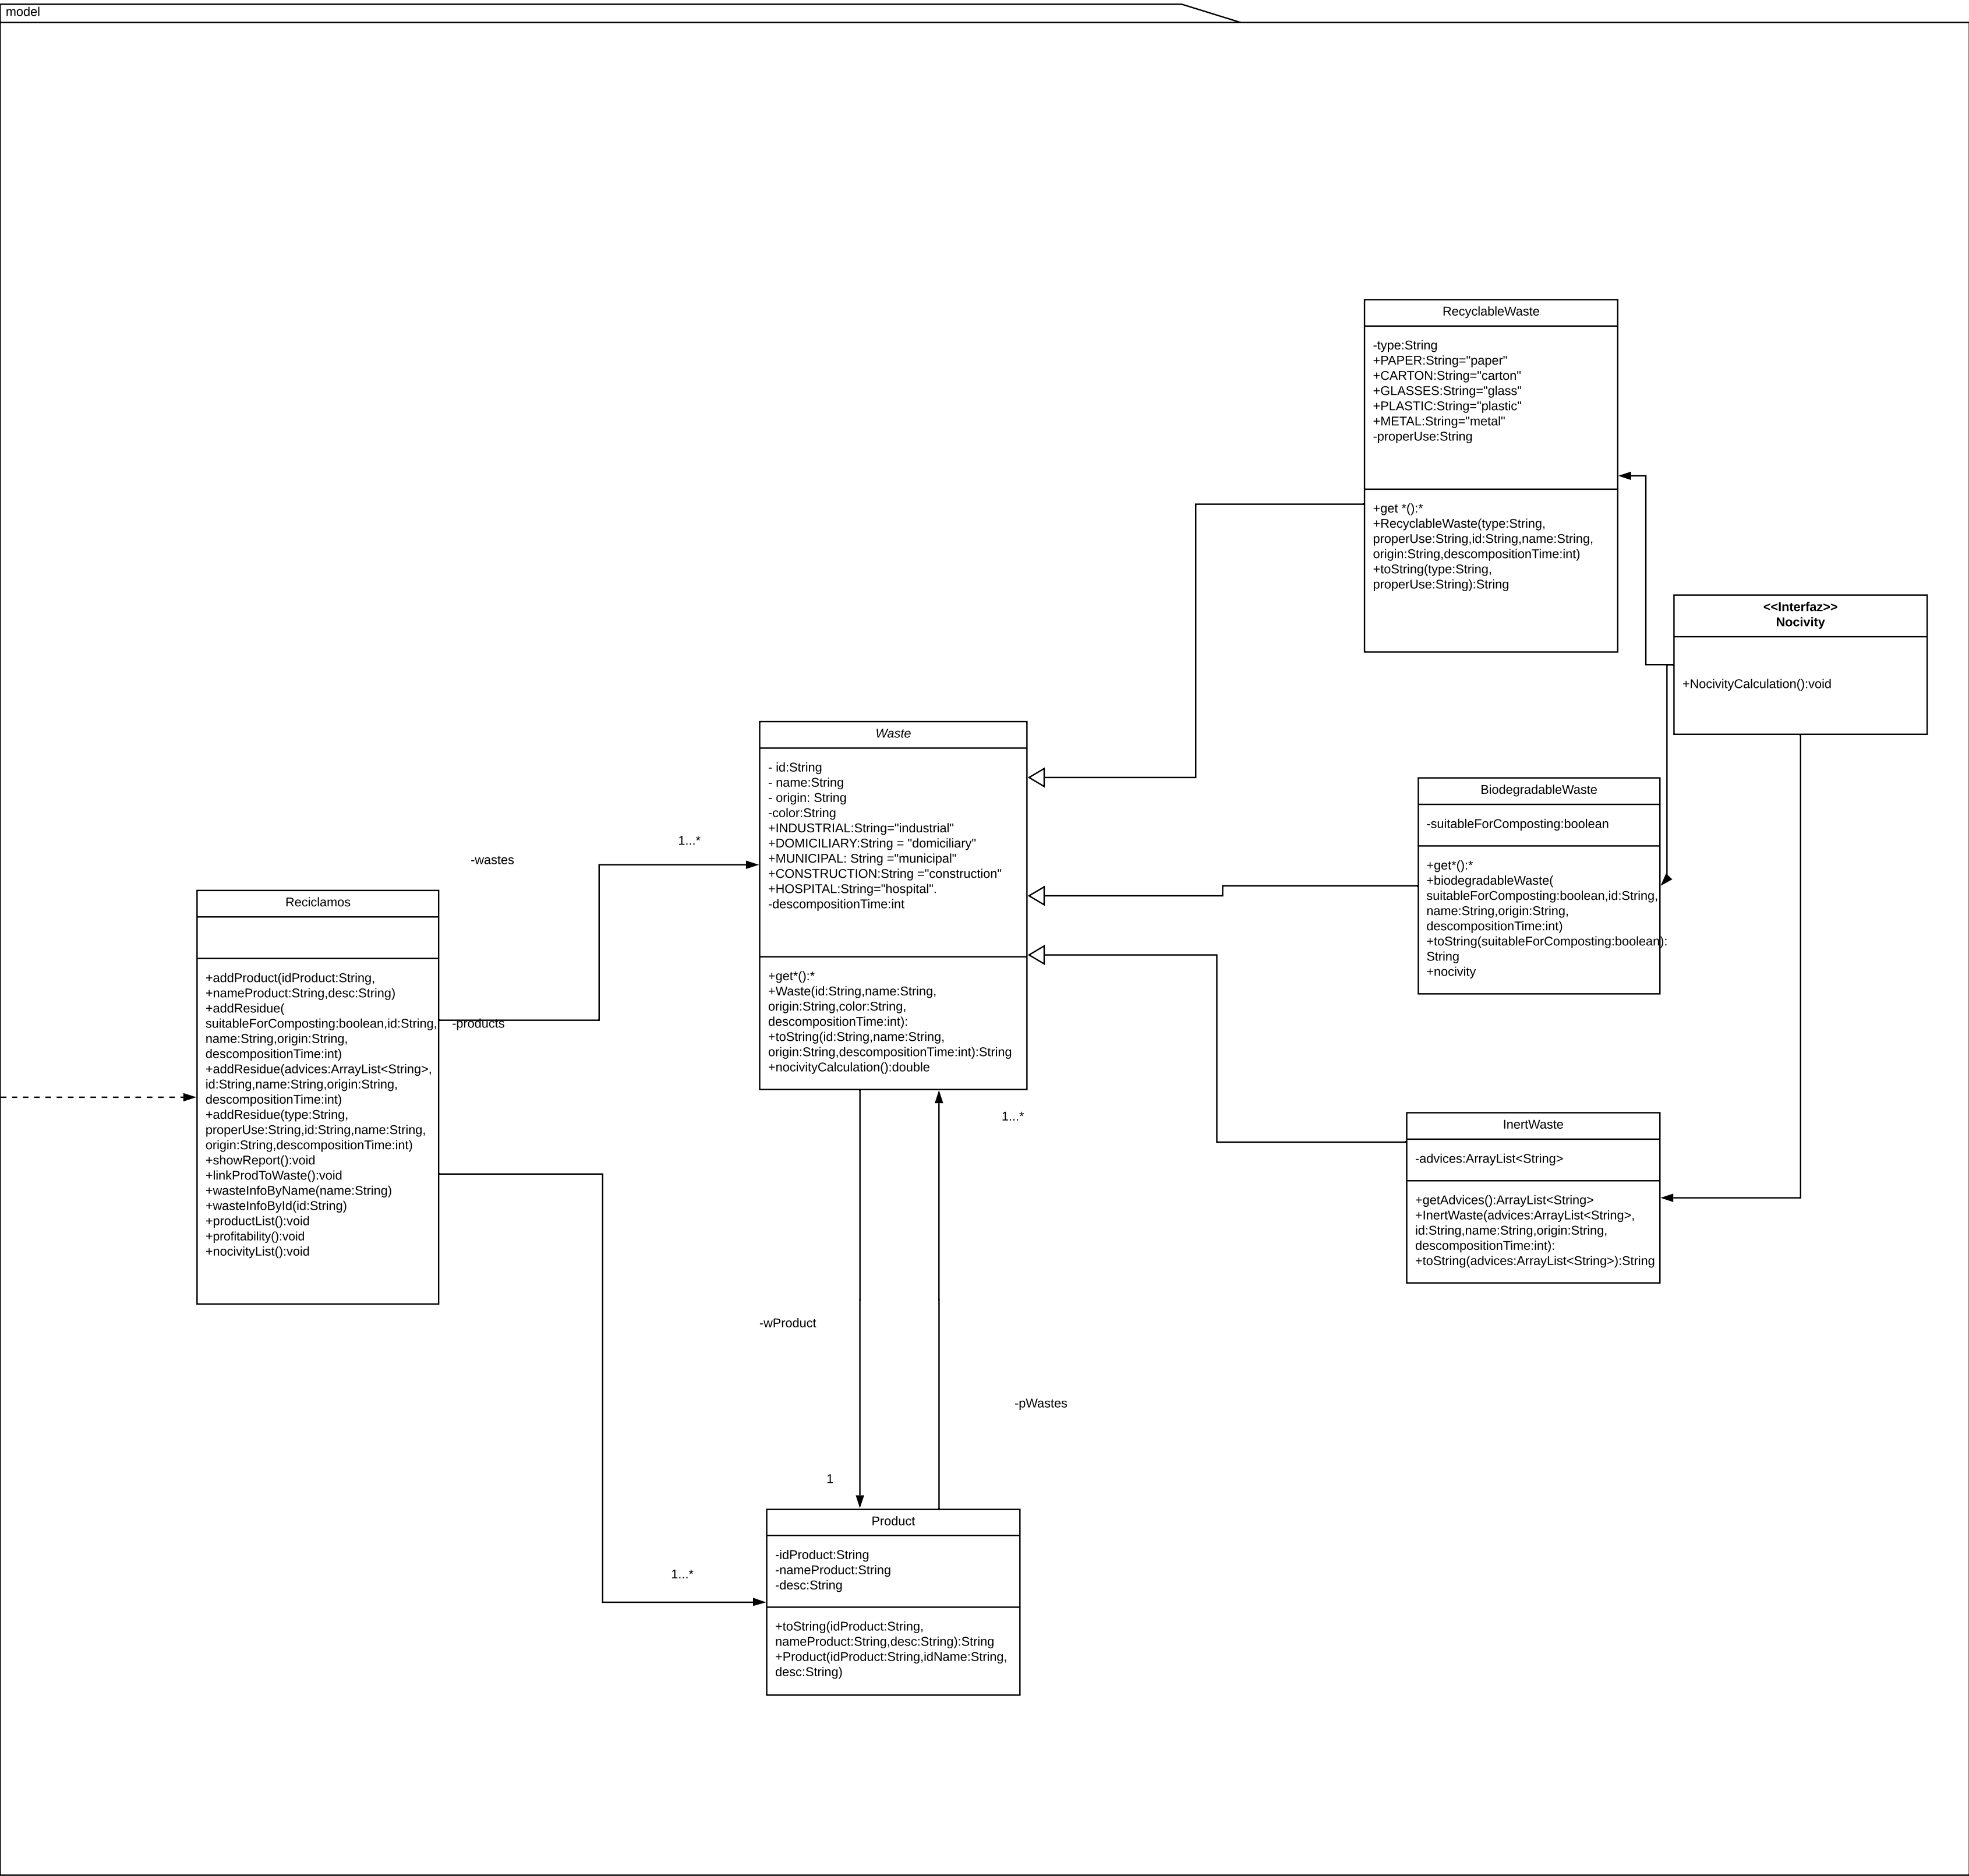 model
RecyclableWaste
-type:String
+PAPER:String="paper"
+CARTON:String="carton"
+GLASSES:String="glass"
+PLASTIC:String="plastic"
+METAL:String="metal"
-properUse:String
+get *():*
+RecyclableWaste(type:String,
properUse:String,id:String,name:String,
origin:String,descompositionTime:int)
+toString(type:String,
properUse:String):String
<<Interfaz>>
Nocivity
+NocivityCalculation():void
Waste
- id:String
- name:String
- origin: String
-color:String
+INDUSTRIAL:String="industrial"
+DOMICILIARY:String = "domiciliary"
+MUNICIPAL: String ="municipal"
+CONSTRUCTION:String ="construction"
+HOSPITAL:String="hospital".
-descompositionTime:int
+get*():*
+Waste(id:String,name:String,
origin:String,color:String,
descompositionTime:int):
+toString(id:String,name:String,
origin:String,descompositionTime:int):String
+nocivityCalculation():double
BiodegradableWaste
-suitableForComposting:boolean
+get*():*
+biodegradableWaste(
suitableForComposting:boolean,id:String,
name:String,origin:String,
descompositionTime:int)
+toString(suitableForComposting:boolean):
String
+nocivity
1...*
-wastes
Reciclamos
+addProduct(idProduct:String,
+nameProduct:String,desc:String)
+addResidue(
suitableForComposting:boolean,id:String,
name:String,origin:String,
descompositionTime:int)
+addResidue(advices:ArrayList<String>,
id:String,name:String,origin:String,
descompositionTime:int)
+addResidue(type:String,
properUse:String,id:String,name:String,
origin:String,descompositionTime:int)
+showReport():void
+linkProdToWaste():void
+wasteInfoByName(name:String)
+wasteInfoById(id:String)
+productList():void
+profitability():void
+nocivityList():void
-products
1...*
InertWaste
-advices:ArrayList<String>
+getAdvices():ArrayList<String>
+InertWaste(advices:ArrayList<String>,
id:String,name:String,origin:String,
descompositionTime:int):
+toString(advices:ArrayList<String>):String
-wProduct
-pWastes
1
1...*
Product
-idProduct:String
-nameProduct:String
-desc:String
+toString(idProduct:String,
nameProduct:String,desc:String):String
+Product(idProduct:String,idName:String,
desc:String)